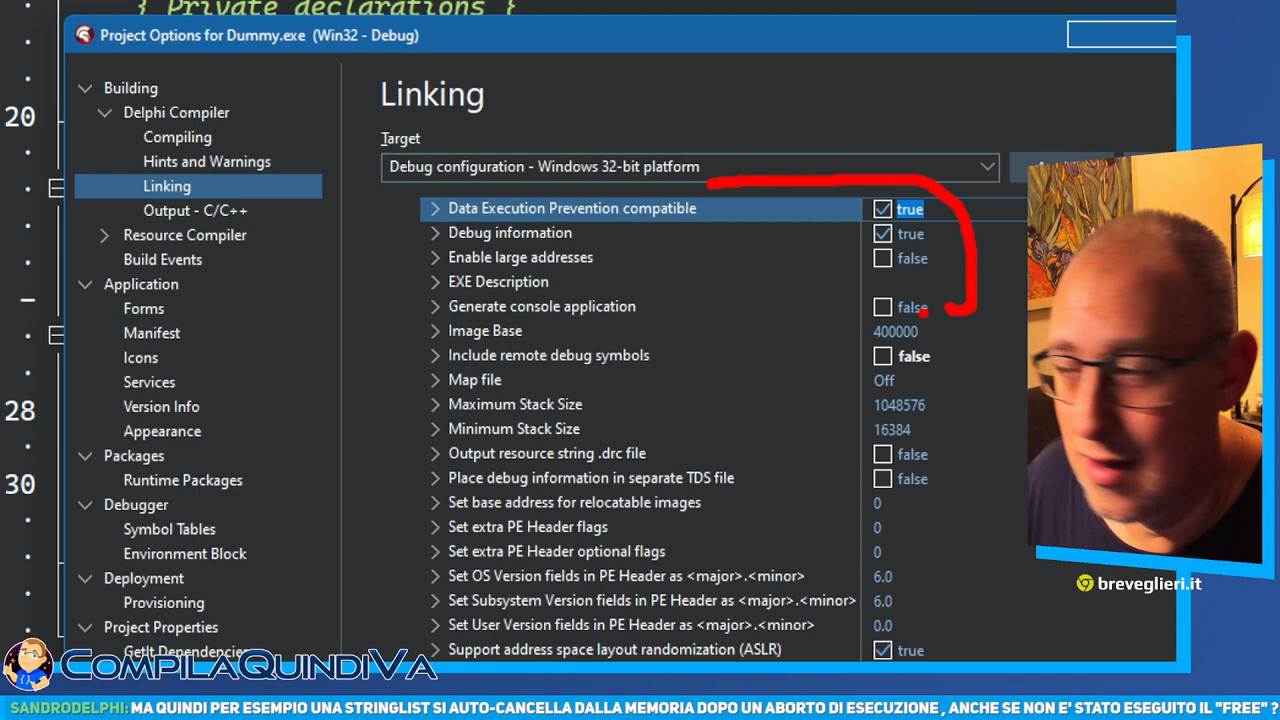 { Private declarations }
Project Options for Dummy.exe (Win32 - Debug)
Building
Delphi Compiler
Compiling
Hints and Warnings
Linking
Output - C/C++
Resource Compiler
Build Events
Application
Forms
Manifest
Icons
Services
Version Info
Appearance
Packages
Runtime Packages
Debugger
Symbol Tables
Environment Block
Deployment
Provisioning
Project Properties
GetIt Dependencies
20
28
30
Linking
Target
Debug configuration - Windows 32-bit platform
Data Execution Prevention compatible true
Debug information true
Enable large addresses false
EXE Description
Generate console application false
Image Base 400000
Include remote debug symbols false
Map file Off
Maximum Stack Size 1048576
Minimum Stack Size 16384
Output resource string .drc file false
Place debug information in separate TDS file false
Set base address for relocatable images 0
Set extra PE Header flags 0
Set extra PE Header optional flags 0
Set OS Version fields in PE Header as <major>.<minor> 6.0
Set Subsystem Version fields in PE Header as <major>.<minor> 6.0
Set User Version fields in PE Header as <major>.<minor> 0.0
Support address space layout randomization (ASLR) true
breveglieri.it
COMPILAQUINDIVA
SANDRODELPHI: MA QUINDI PER ESEMPIO UNA STRINGLIST SI AUTO-CANCELLA DALLA MEMORIA DOPO UN ABORTO DI ESECUZIONE , ANCHE SE NON E' STATO ESEGUITO IL "FREE" ?